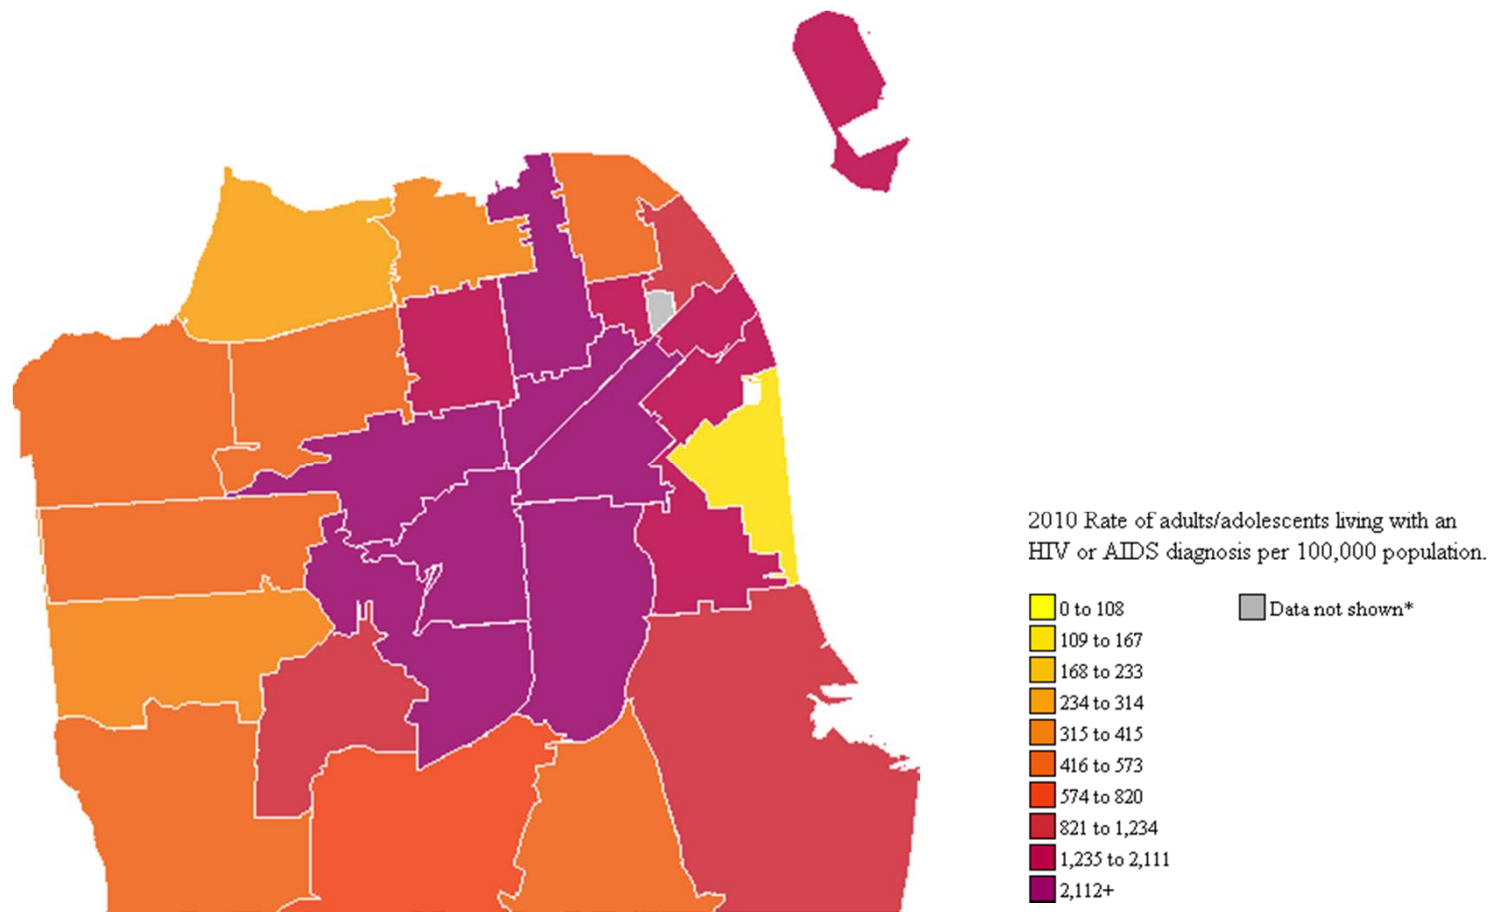 2010 Rate of adults/adolescents living with an
HIV or AIDS diagnosis per 100,000 population.
0 to 108
Data not shown*
109 to 167
168 to 233
234 to 314
315 to 415
416 to 573
574 to 820
821 to 1,234
1,235 to 2,111
2,112+